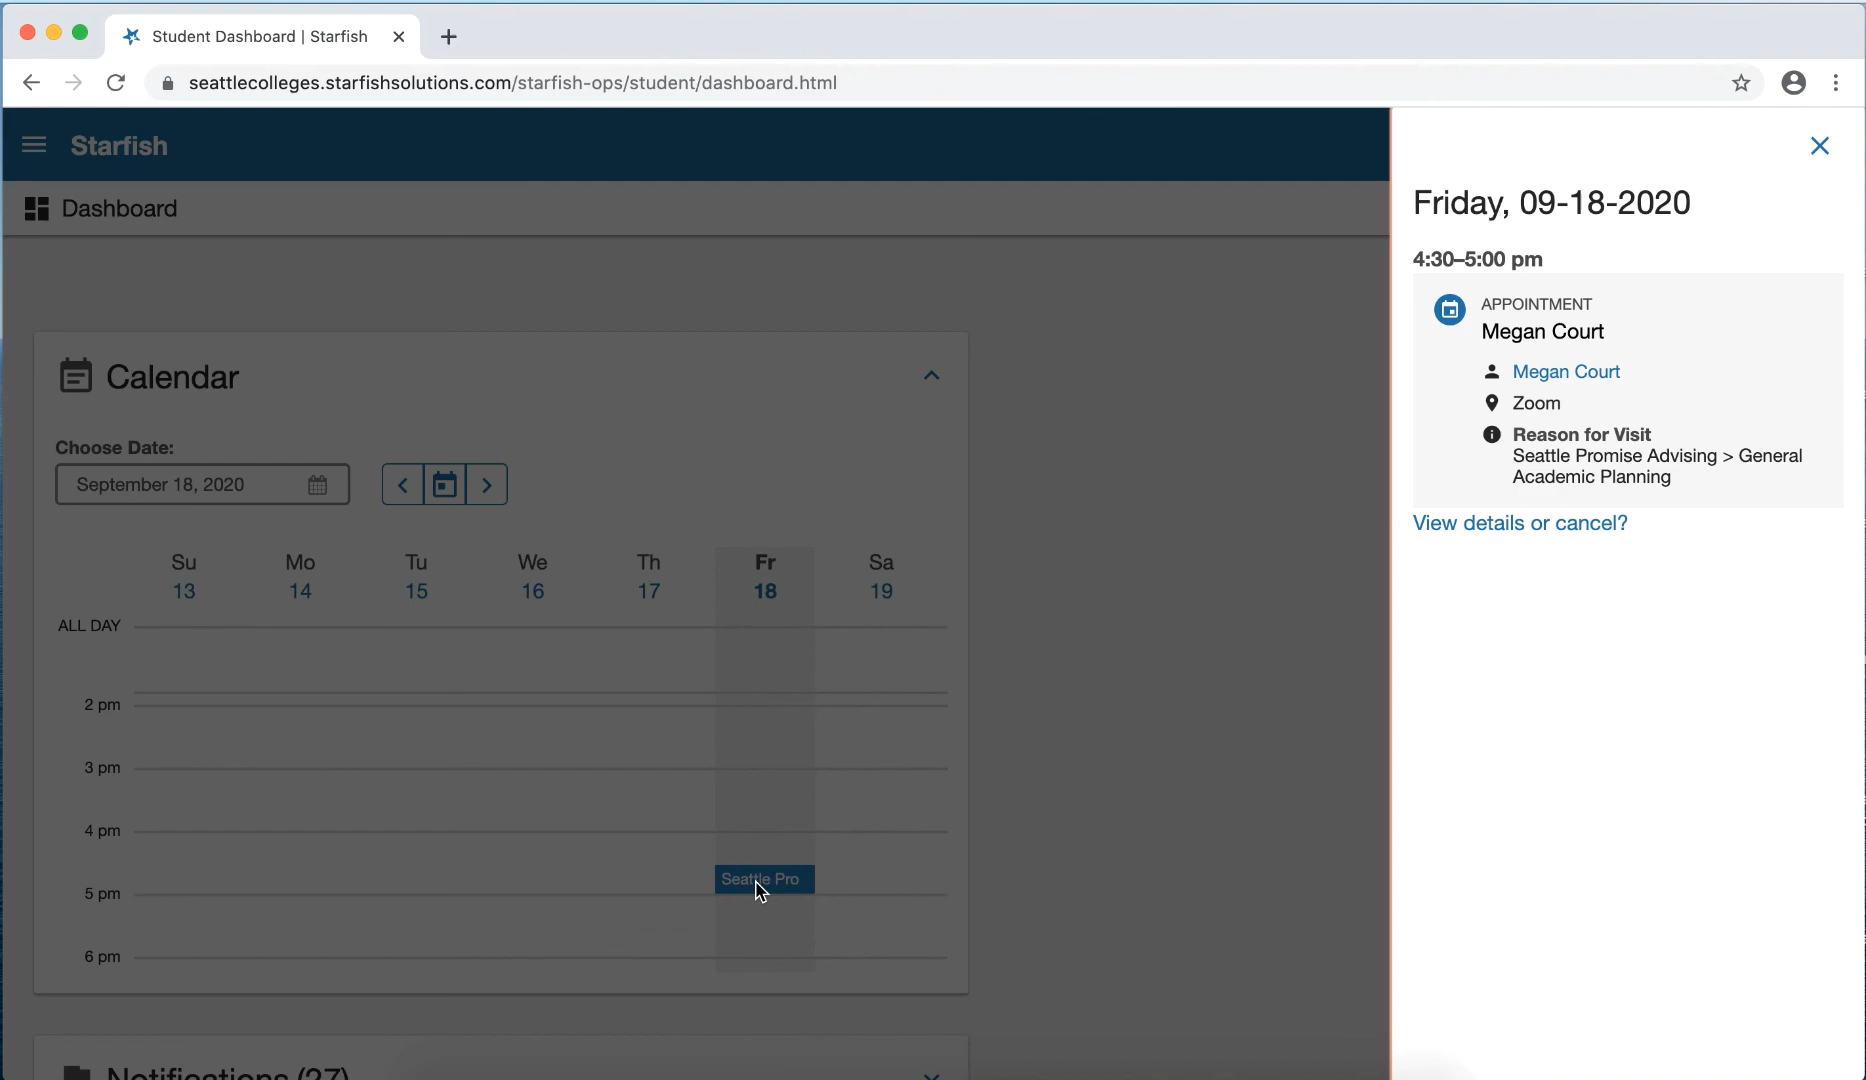 Student Dashboard | Starfish
seattlecolleges.starfishsolutions.com/starfish-ops/student/dashboard.html
Starfish
Dashboard
Calendar
Choose Date:
September 18, 2020
Su Mo Tu We Th Fr Sa
13 14 15 16 17 18 19
ALL DAY
2 pm
3 pm
4 pm
Seattle Pro
5 pm
6 pm
Notifications (27)
Friday, 09-18-2020
4:30–5:00 pm
APPOINTMENT
Megan Court
Megan Court
Zoom
Reason for Visit
Seattle Promise Advising > General
Academic Planning
View details or cancel?